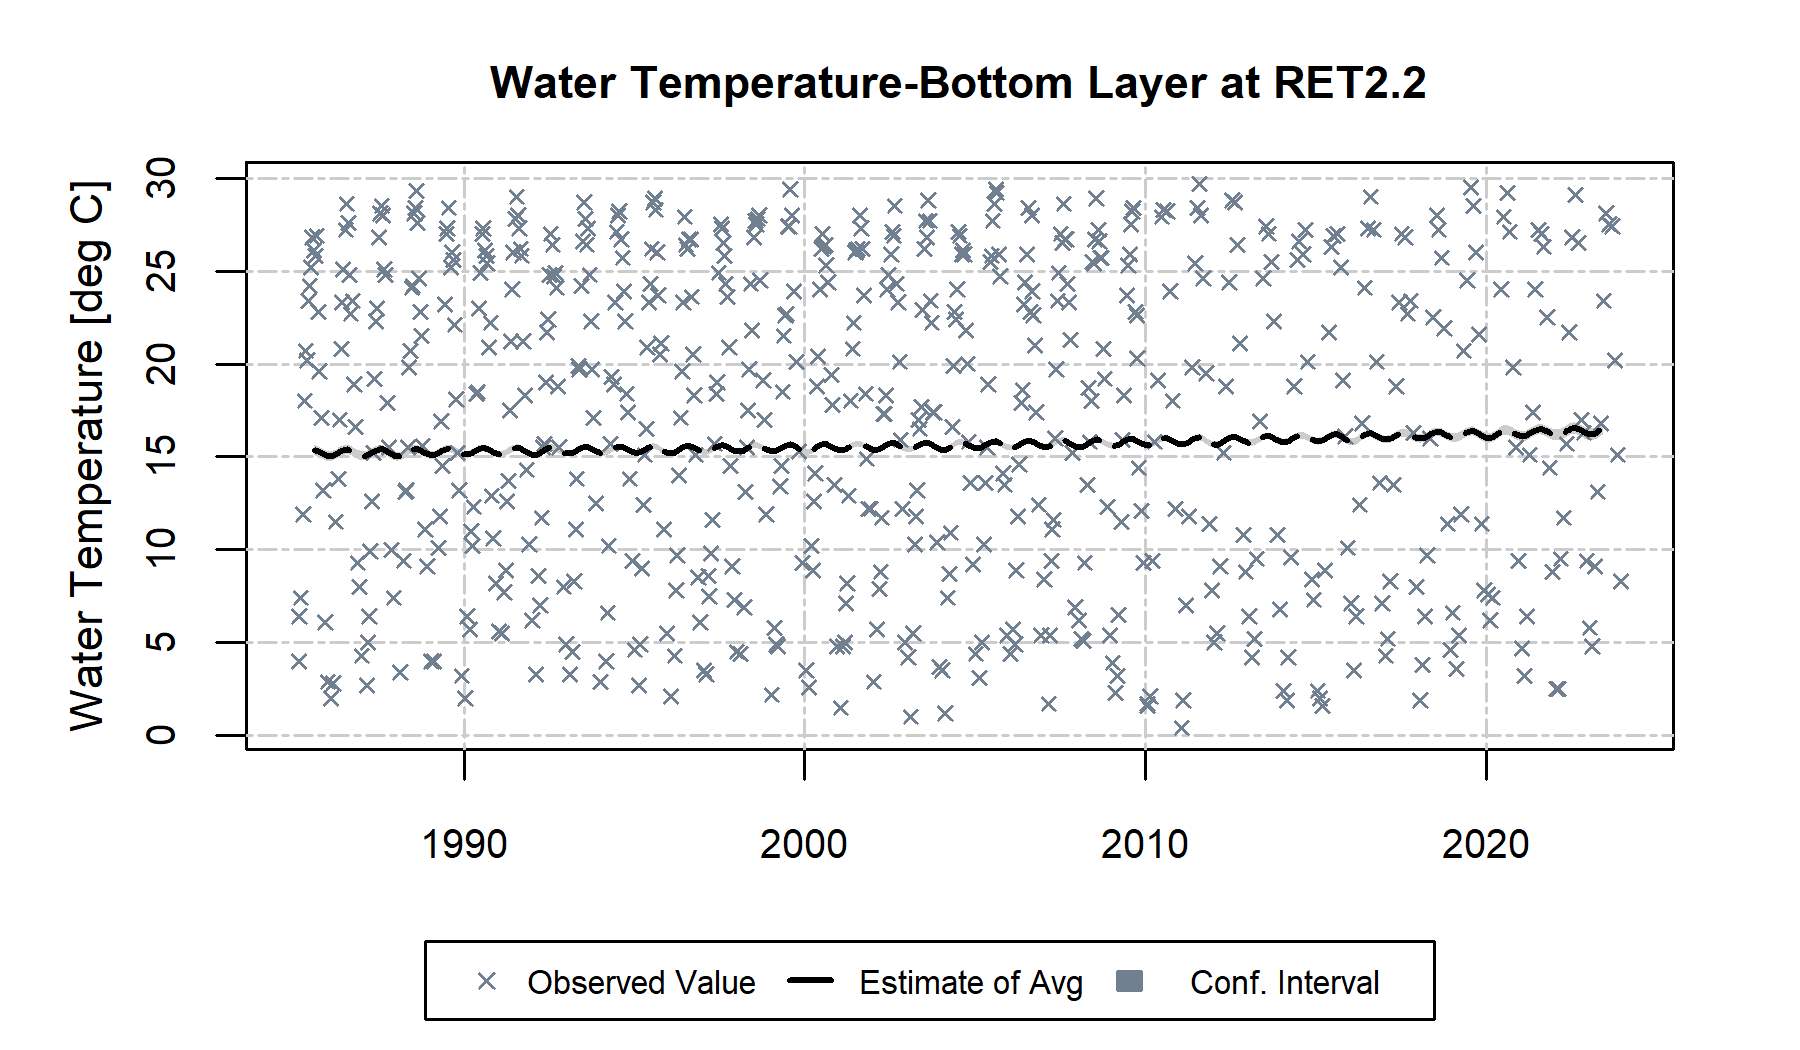 Water Temperature-Bottom Layer at RET2.2
Water Temperature [deg C]
30
25
20
15
10
5
0
1990 2000 2010 2020
Observed Value Estimate of Avg Conf. Interval